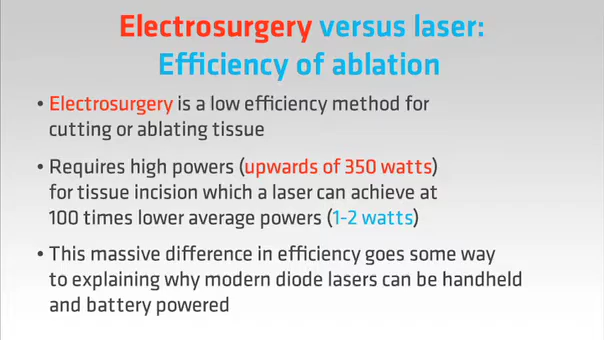 Electrosurgery versus laser:
Efficiency of ablation
• Electrosurgery is a low efficiency method for
cutting or ablating tissue
• Requires high powers (upwards of 350 watts)
for tissue incision which a laser can achieve at
100 times lower average powers (1-2 watts)
• This massive difference in efficiency goes some way
to explaining why modern diode lasers can be handheld
and battery powered